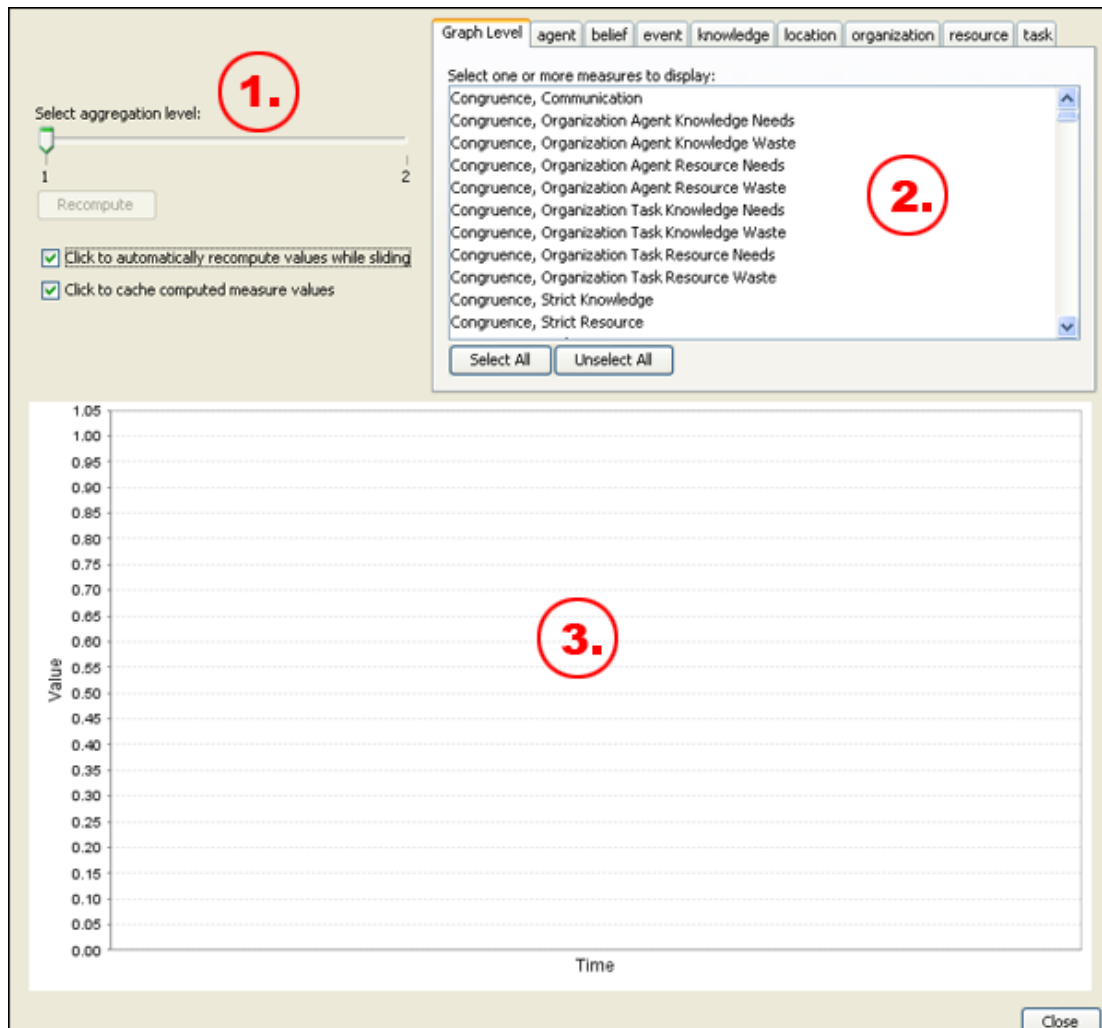 Graph Level agent belief event knowledge location organization resource task
1.
Select aggregation level:
1 2
Recompute
Click to automatically recompute values while sliding
Click to cache computed measure values
Select one or more measures to display:
Congruence, Communication
Congruence, Organization Agent Knowledge Needs
Congruence, Organization Agent Knowledge Waste
Congruence, Organization Agent Resource Needs
Congruence, Organization Agent Resource Waste
Congruence, Organization Task Knowledge Needs
Congruence, Organization Task Knowledge Waste
Congruence, Organization Task Resource Needs
Congruence, Organization Task Resource Waste
Congruence, Strict Knowledge
Congruence, Strict Resource
2.
Select All Unselect All
1.05
1.00
0.95
0.90
0.85
0.80
0.75
0.70
0.65
0.60
0.55
0.50
0.45
0.40
0.35
0.30
0.25
0.20
0.15
0.10
0.05
0.00
Value
3.
Time
Close